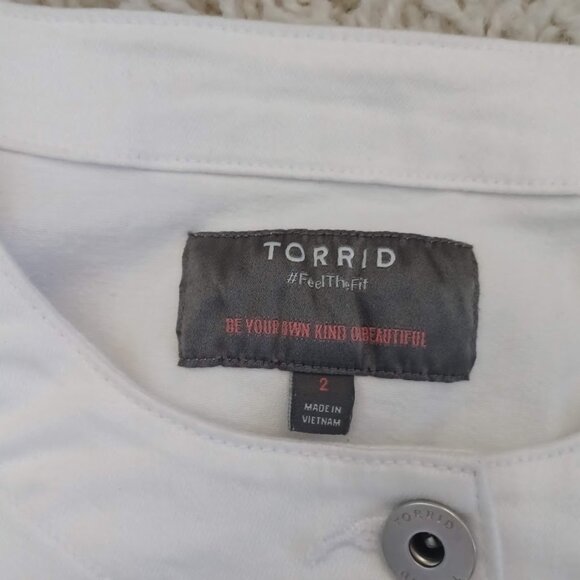 TORRID
#FeelTheFit
BE YOUR OWN KIND OF BEAUTIFUL
2
MADE IN
VIETNAM
TORRID